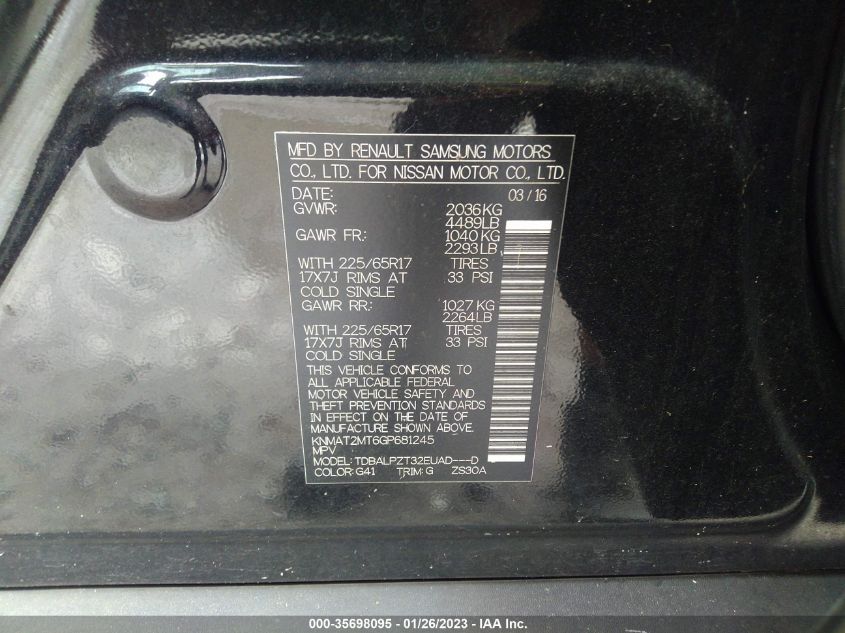 MFD BY RENAULT SAMSUNG MOTORS
CO., LTD. FOR NISSAN MOTOR CO., LTD.
DATE: 03/16
GVWR: 2036KG
4489LB
GAWR FR: 1040KG
2293LB
WITH 225/65R17 TIRES
17X7J RIMS AT 33 PSI
COLD SINGLE
GAWR RR: 1027KG
2264LB
WITH 225/65R17 TIRES
17X7J RIMS AT 33 PSI
COLD SINGLE
THIS VEHICLE CONFORMS TO
ALL APPLICABLE FEDERAL
MOTOR VEHICLE SAFETY AND
THEFT PREVENTION STANDARDS
IN EFFECT ON THE DATE OF
MANUFACTURE SHOWN ABOVE.
KNMAT2MT6GP681245
MPV
MODEL: TDBALPZT32EUAD---D
COLOR: G41 TRIM: G ZS30A
000-35698095 - 01/26/2023 - IAA Inc.